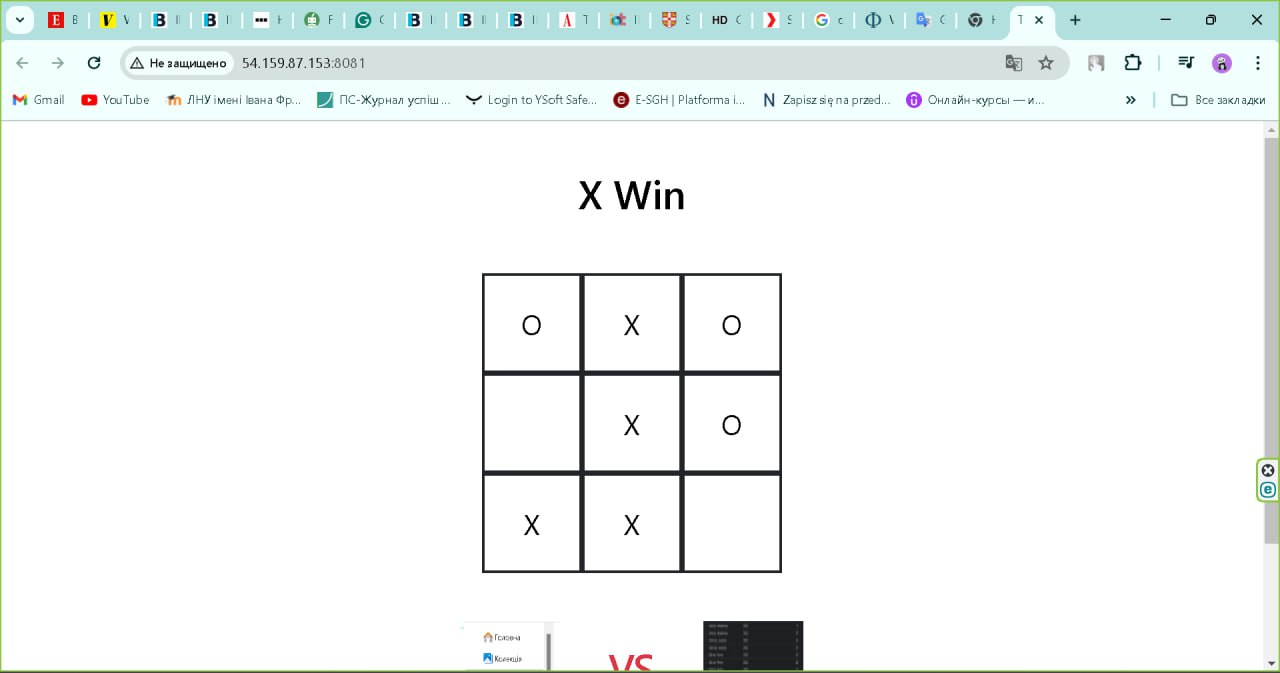 Не защищено 54.159.87.153:8081
Gmail YouTube ЛНУ імені Івана Фр... ПС-Журнал успіш... Login to YSoft Safe... E-SGH | Platforma i... Zapisz się na przed... Онлайн-курсы — и... » Все закладки
X Win
O X O
X O
X X
Головна
Колекція
VS